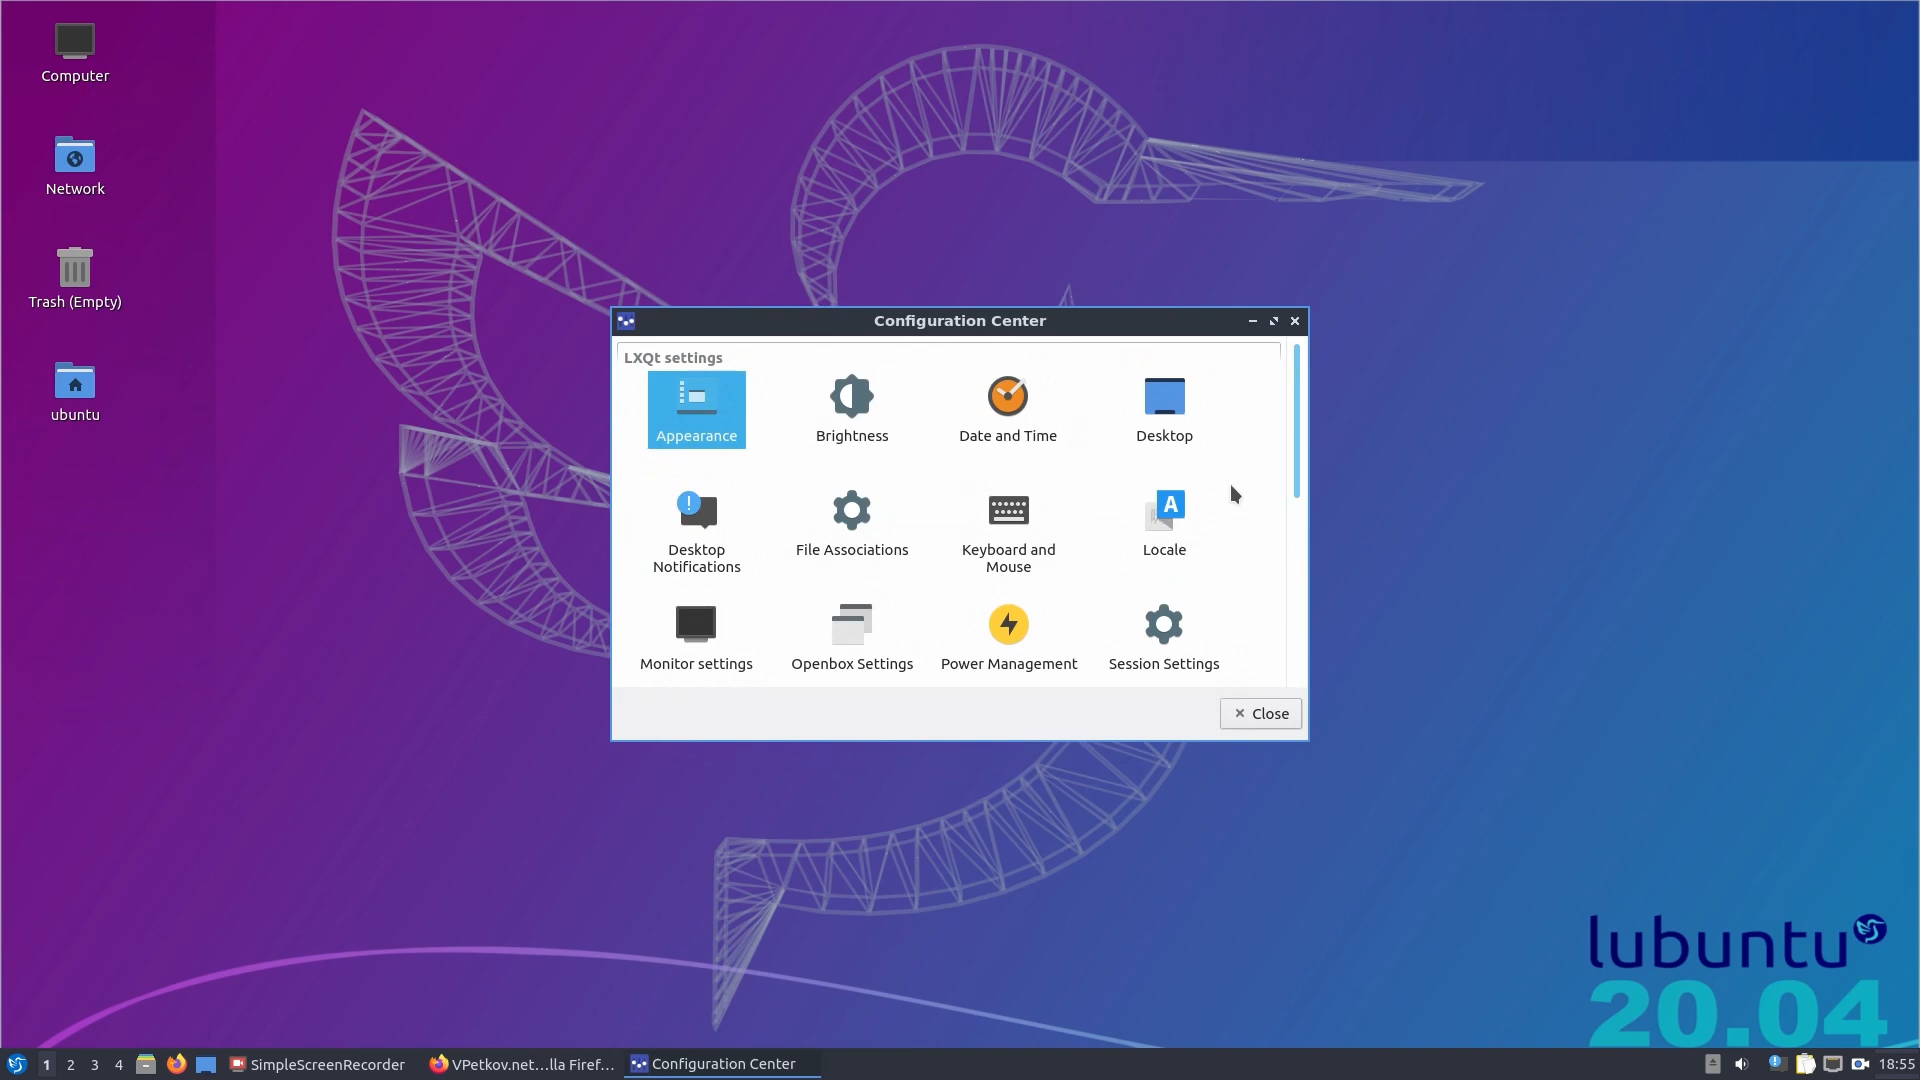 Computer
Network
Trash (Empty)
ubuntu
Configuration Center
LXQt settings
Appearance
Brightness
Date and Time
Desktop
Desktop
Notifications
File Associations
Keyboard and
Mouse
Locale
A
Monitor settings
Openbox Settings
Power Management
Session Settings
Close
lubuntu
20.04
1 2 3 4
SimpleScreenRecorder
VPetkov.net...lla Firef...
Configuration Center
18:55